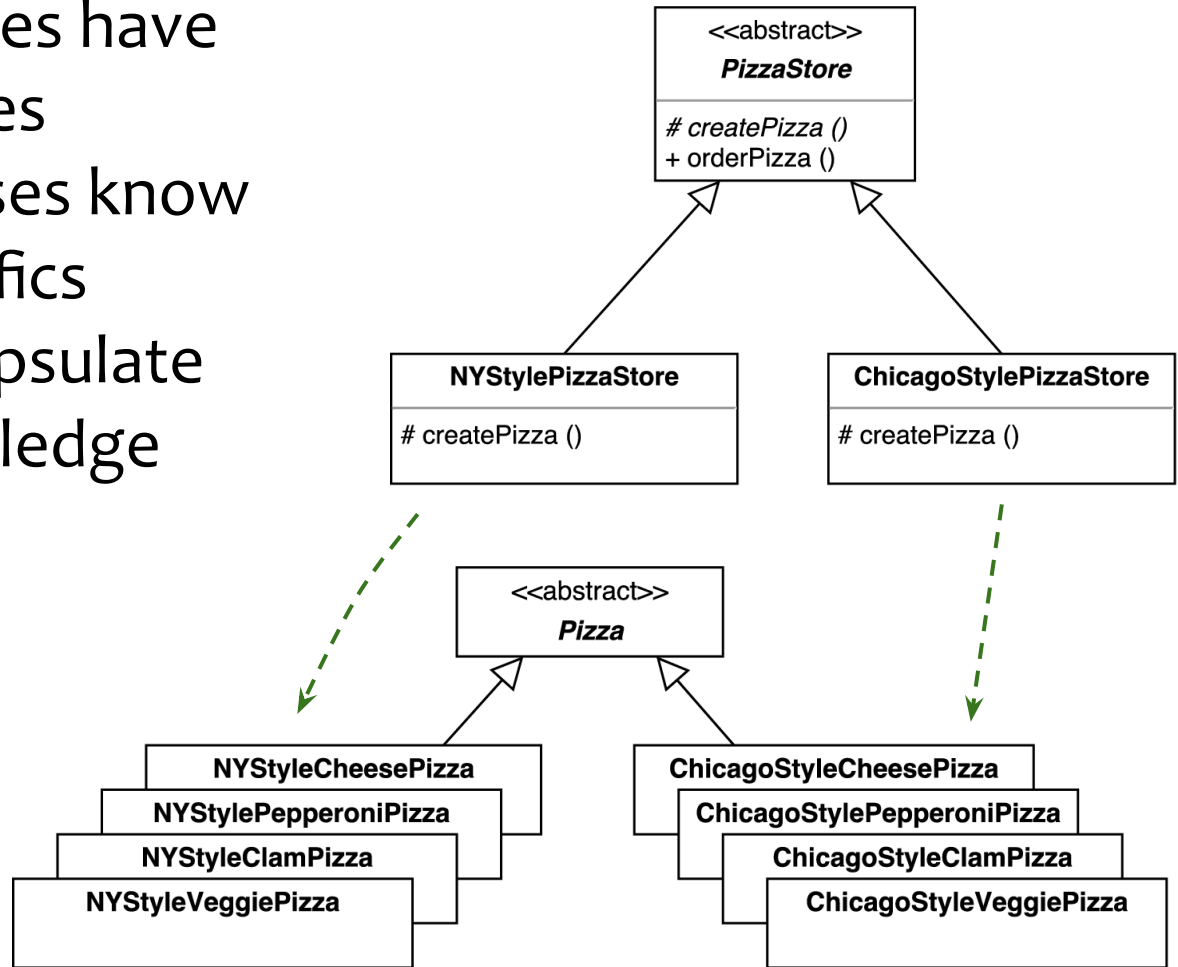 es have
es
ses know
fics
psulate
ledge
<<abstract>>
PizzaStore
# createPizza ()
+ orderPizza ()
NYStylePizzaStore
# createPizza ()
ChicagoStylePizzaStore
# createPizza ()
<<abstract>>
Pizza
NYStyleCheesePizza
NYStylePepperoniPizza
NYStyleClamPizza
NYStyleVeggiePizza
ChicagoStyleCheesePizza
ChicagoStylePepperoniPizza
ChicagoStyleClamPizza
ChicagoStyleVeggiePizza